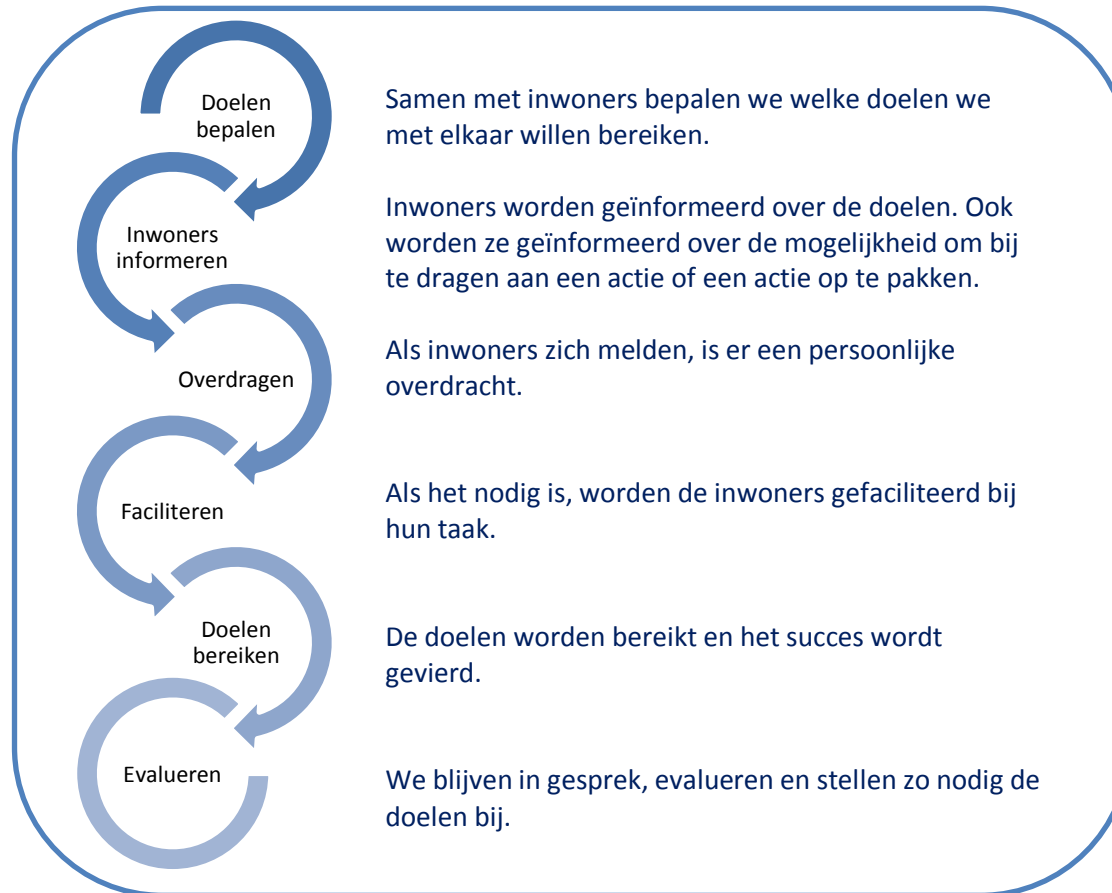 Doelen
bepalen
Samen met inwoners bepalen we welke doelen we
met elkaar willen bereiken.
Inwoners
informeren
Inwoners worden geïnformeerd over de doelen. Ook
worden ze geïnformeerd over de mogelijkheid om bij
te dragen aan een actie of een actie op te pakken.
Overdragen
Als inwoners zich melden, is er een persoonlijke
overdracht.
Faciliteren
Als het nodig is, worden de inwoners gefaciliteerd bij
hun taak.
Doelen
bereiken
De doelen worden bereikt en het succes wordt
gevierd.
Evalueren
We blijven in gesprek, evalueren en stellen zo nodig de
doelen bij.